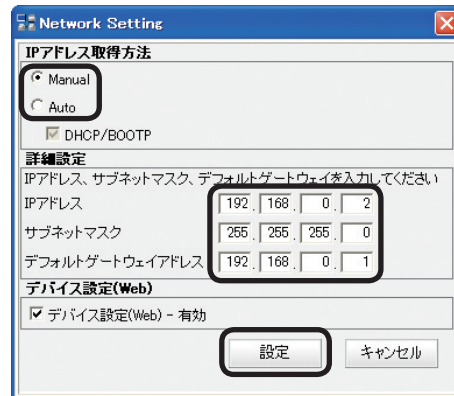 Network Setting
IPアドレス取得方法
Manual
Auto
DHCP/BOOTP
詳細設定
IPアドレス、サブネットマスク、デフォルトゲートウェイを入力してください
IPアドレス 192. 168. 0. 2
サブネットマスク 255. 255. 255. 0
デフォルトゲートウェイアドレス 192. 168. 0. 1
デバイス設定(Web)
デバイス設定(Web) - 有効
設定 キャンセル